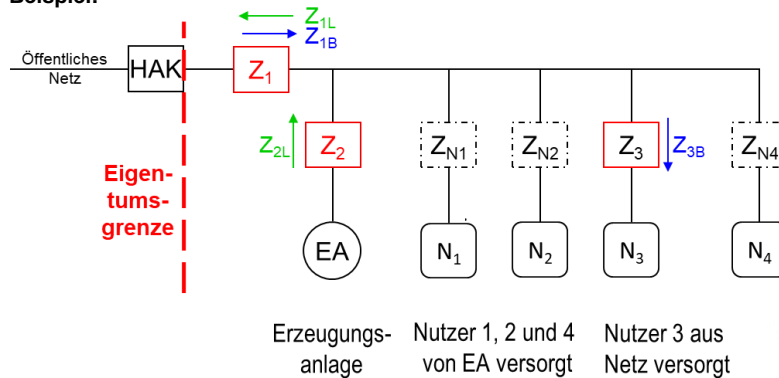 Beispiel:
Z1L
Z1B
Öffentliches
Netz
HAK
Z1
Z2L
Z2
ZN1
ZN2
Z3
Z3B
ZN4
Eigen-
tums-
grenze
EA
N1
N2
N3
N4
Erzeugungs-
anlage
Nutzer 1, 2 und 4
von EA versorgt
Nutzer 3 aus
Netz versorgt